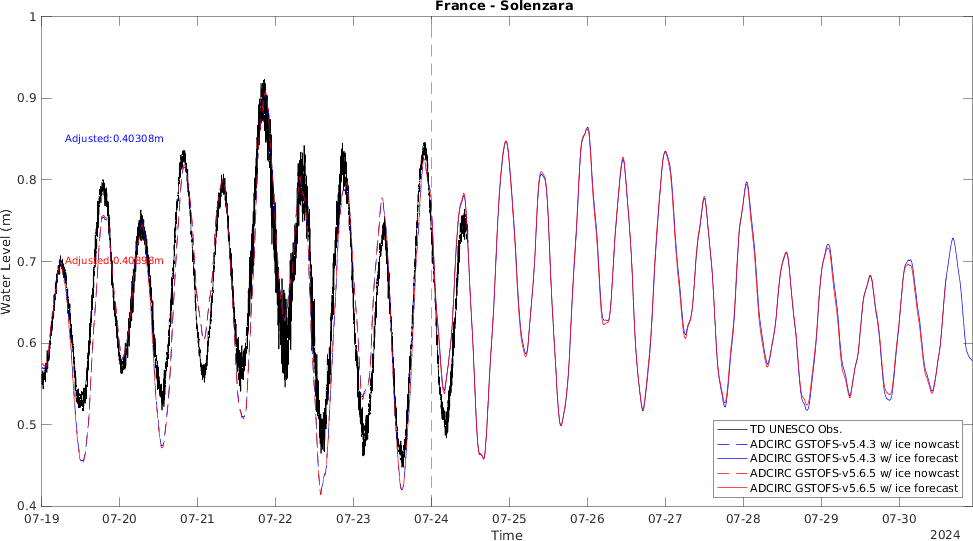 France - Solenzara
1
0.9
0.8
0.7
0.6
0.5
0.4
Water Level (m)
Adjusted:0.40308m
Adjusted:0.40898m
TD UNESCO Obs.
ADCIRC GSTOFS-v5.4.3 w/ ice nowcast
ADCIRC GSTOFS-v5.4.3 w/ ice forecast
ADCIRC GSTOFS-v5.6.5 w/ ice nowcast
ADCIRC GSTOFS-v5.6.5 w/ ice forecast
07-19 07-20 07-21 07-22 07-23 07-24 07-25 07-26 07-27 07-28 07-29 07-30
Time
2024